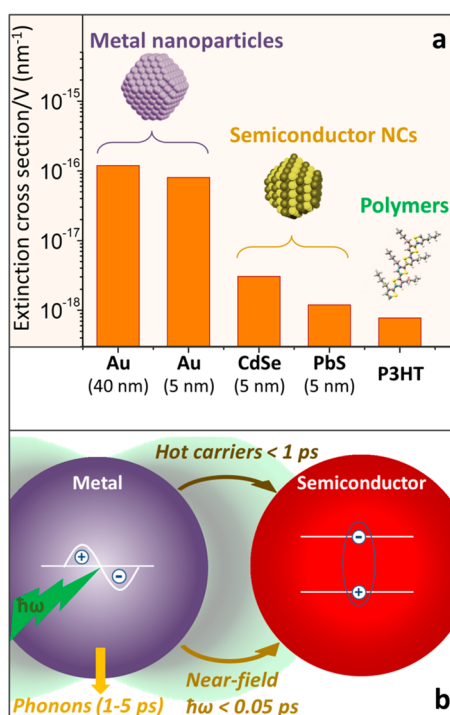 a
Metal nanoparticles
Semiconductor NCs
Polymers
Extinction cross section/V (nm⁻¹)
10⁻¹⁵
10⁻¹⁶
10⁻¹⁷
10⁻¹⁸
Au Au CdSe PbS P3HT
(40 nm) (5 nm) (5 nm) (5 nm)
Hot carriers < 1 ps
Metal Semiconductor
+ -
-
+
ħω
Phonons (1-5 ps)
Near-field
ħω < 0.05 ps
b